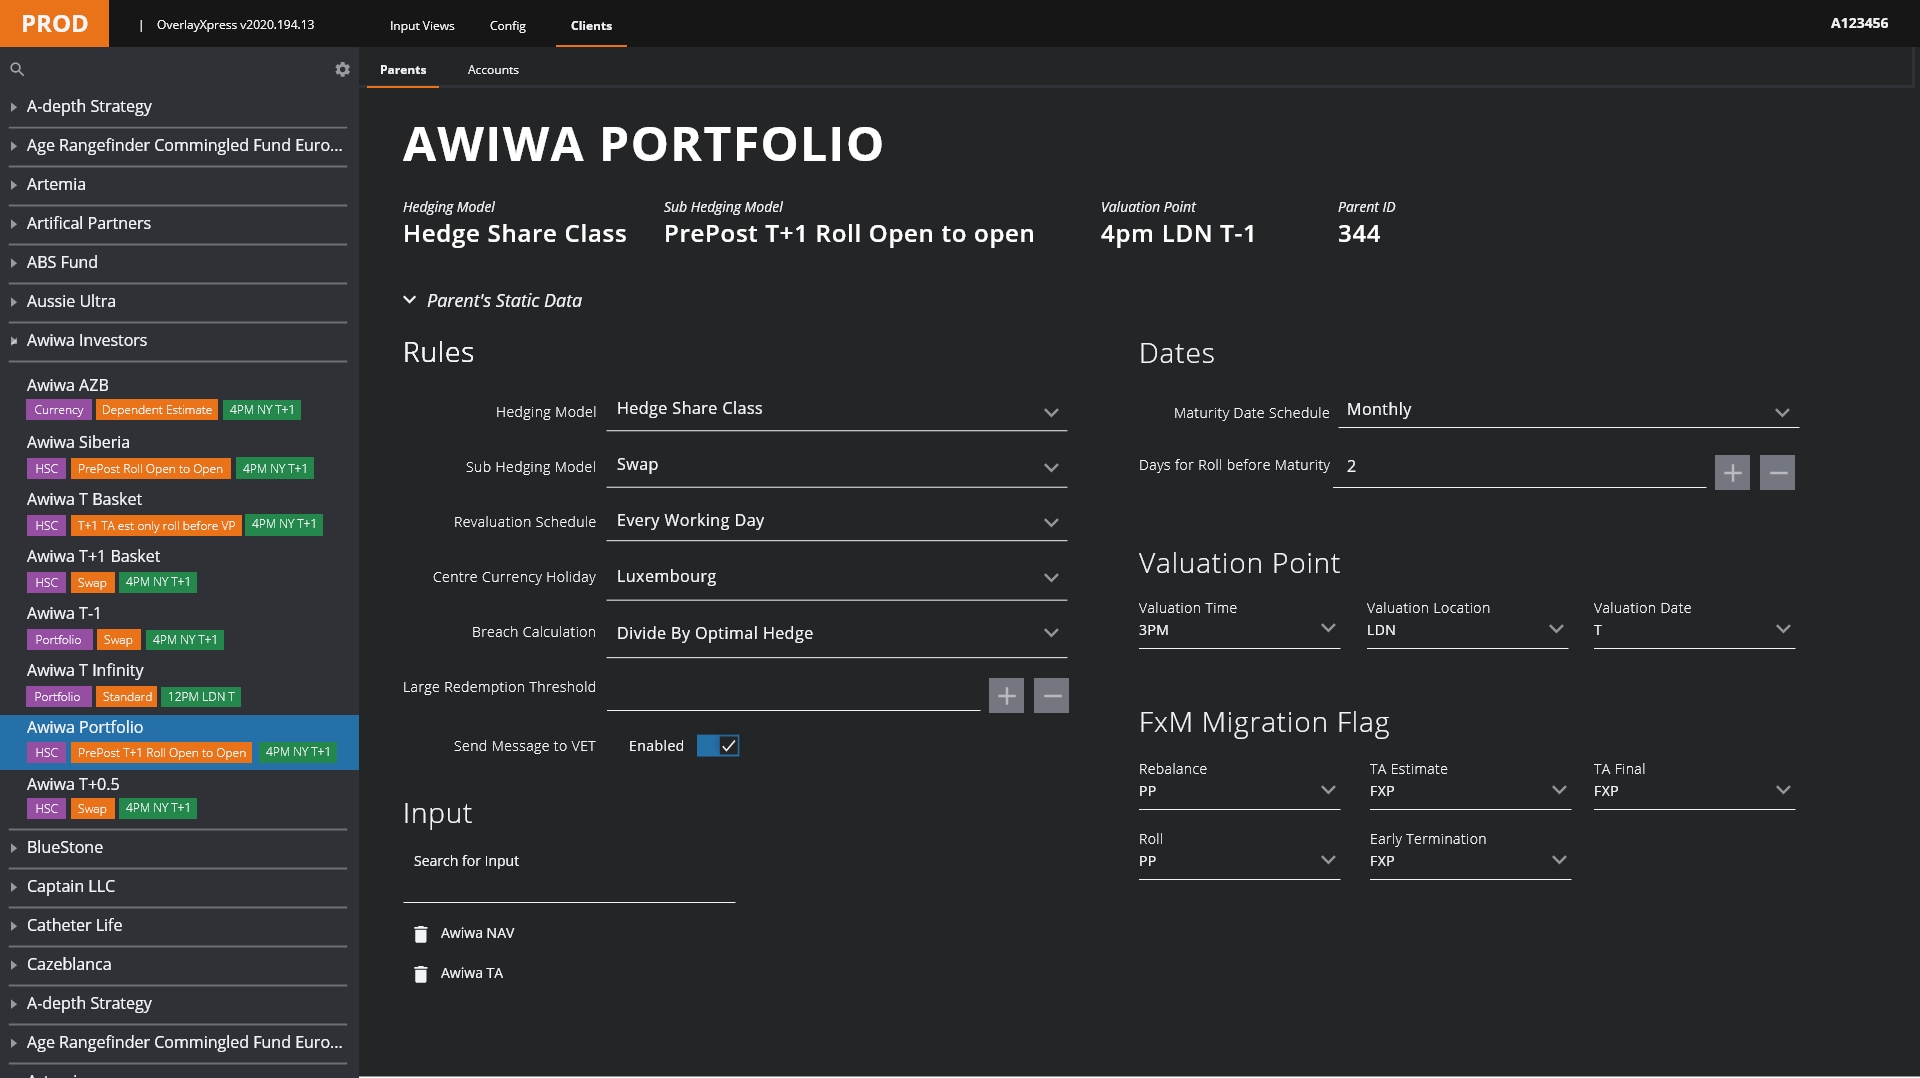 PROD | OverlayXpress v2020.194.13 Input Views Config Clients A123456
Parents Accounts
A-depth Strategy
Age Rangefinder Commingled Fund Euro...
Artemia
Artifical Partners
ABS Fund
Aussie Ultra
Awiwa Investors
Awiwa AZB
Currency Dependent Estimate 4PM NY T+1
Awiwa Siberia
HSC PrePost Roll Open to Open 4PM NY T+1
Awiwa T Basket
HSC T+1 TA est only roll before VP 4PM NY T+1
Awiwa T+1 Basket
HSC Swap 4PM NY T+1
Awiwa T-1
Portfolio Swap 4PM NY T+1
Awiwa T Infinity
Portfolio Standard 12PM LDN T
Awiwa Portfolio
HSC PrePost T+1 Roll Open to Open 4PM NY T+1
Awiwa T+0.5
HSC Swap 4PM NY T+1
BlueStone
Captain LLC
Catheter Life
Cazeblanca
A-depth Strategy
Age Rangefinder Commingled Fund Euro...
AWIWA PORTFOLIO
Hedging Model Sub Hedging Model Valuation Point Parent ID
Hedge Share Class PrePost T+1 Roll Open to open 4pm LDN T-1 344
Parent's Static Data
Rules
Hedging Model Hedge Share Class
Sub Hedging Model Swap
Revaluation Schedule Every Working Day
Centre Currency Holiday Luxembourg
Breach Calculation Divide By Optimal Hedge
Large Redemption Threshold
Send Message to VET Enabled
Input
Search for Input
Awiwa NAV
Awiwa TA
Dates
Maturity Date Schedule Monthly
Days for Roll before Maturity 2
Valuation Point
Valuation Time Valuation Location Valuation Date
3PM LDN T
FxM Migration Flag
Rebalance TA Estimate TA Final
PP FXP FXP
Roll Early Termination
PP FXP